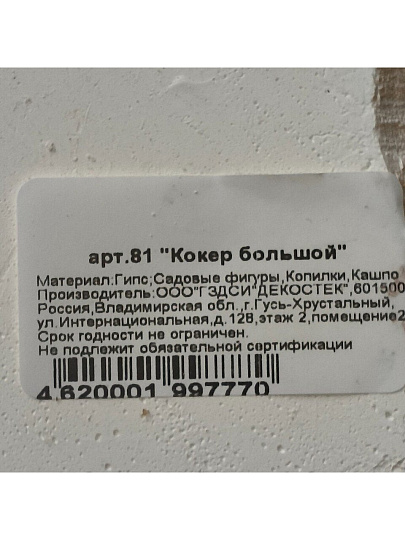 арт.81 "Кокер большой"
Материал:Гипс;Садовые фигуры,Копилки,Кашпо
Производитель:ООО"ГЗДСИ"ДЕКОСТЕК",601500
Россия,Владимирская обл.,г.Гусь-Хрустальный,
ул.Интернациональная,д.128,этаж 2,помещение2
Срок годности не ограничен.
Не подлежит обязательной сертификации
4 620001 997770